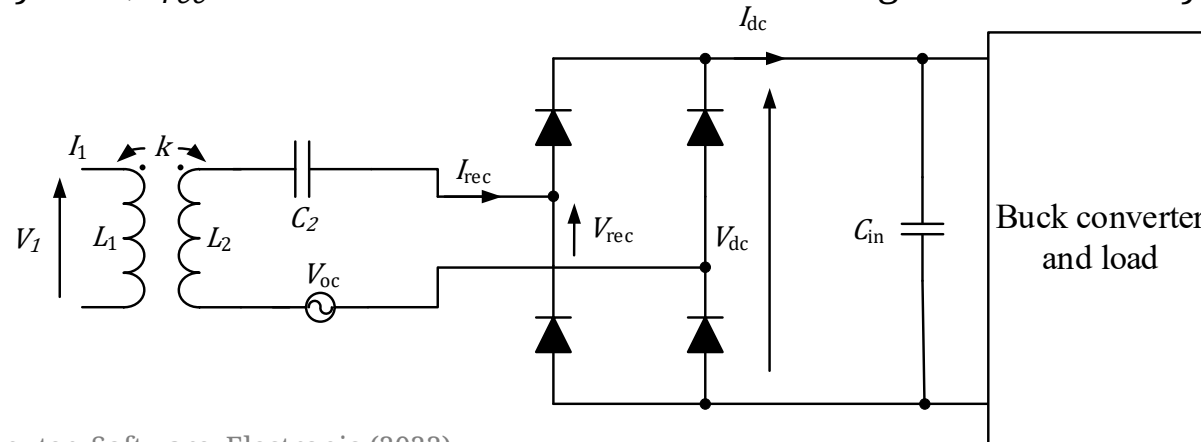 I_dc
I_1 k
I_rec
C_2
V_1 L_1 L_2 V_rec V_dc C_in
Buck converter
and load
V_oc